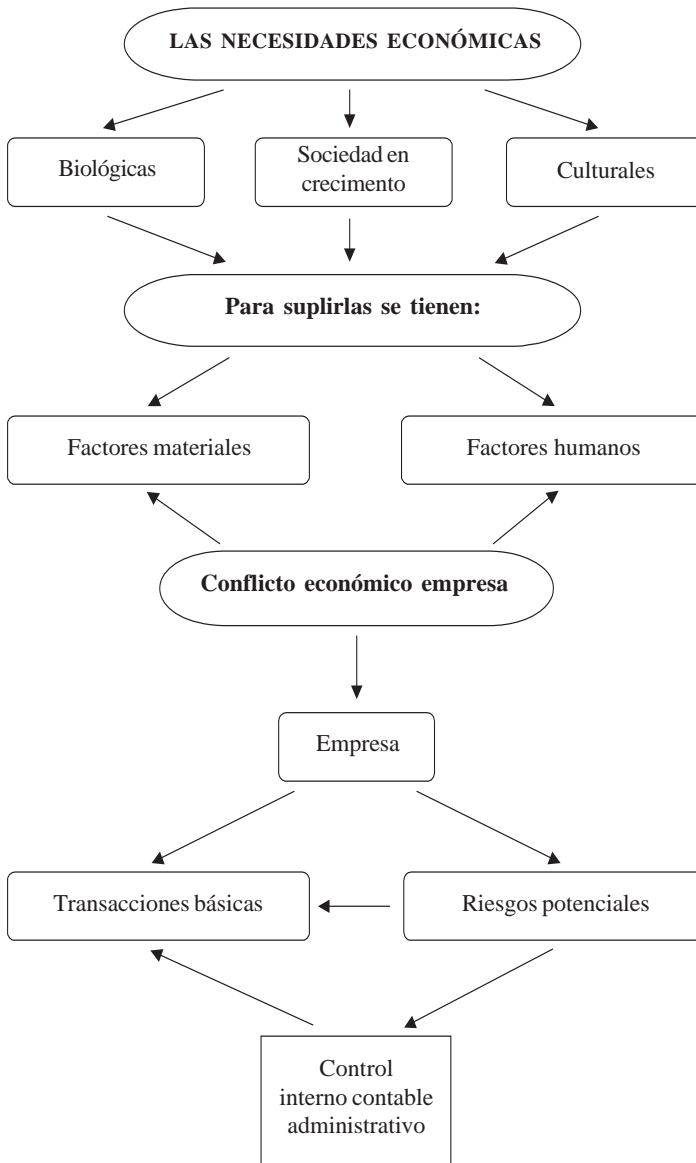 LAS NECESIDADES ECONÓMICAS
Biológicas
Sociedad en
crecimento
Culturales
Para suplirlas se tienen:
Factores materiales
Factores humanos
Conflicto económico empresa
Empresa
Transacciones básicas
Riesgos potenciales
Control
interno contable
administrativo